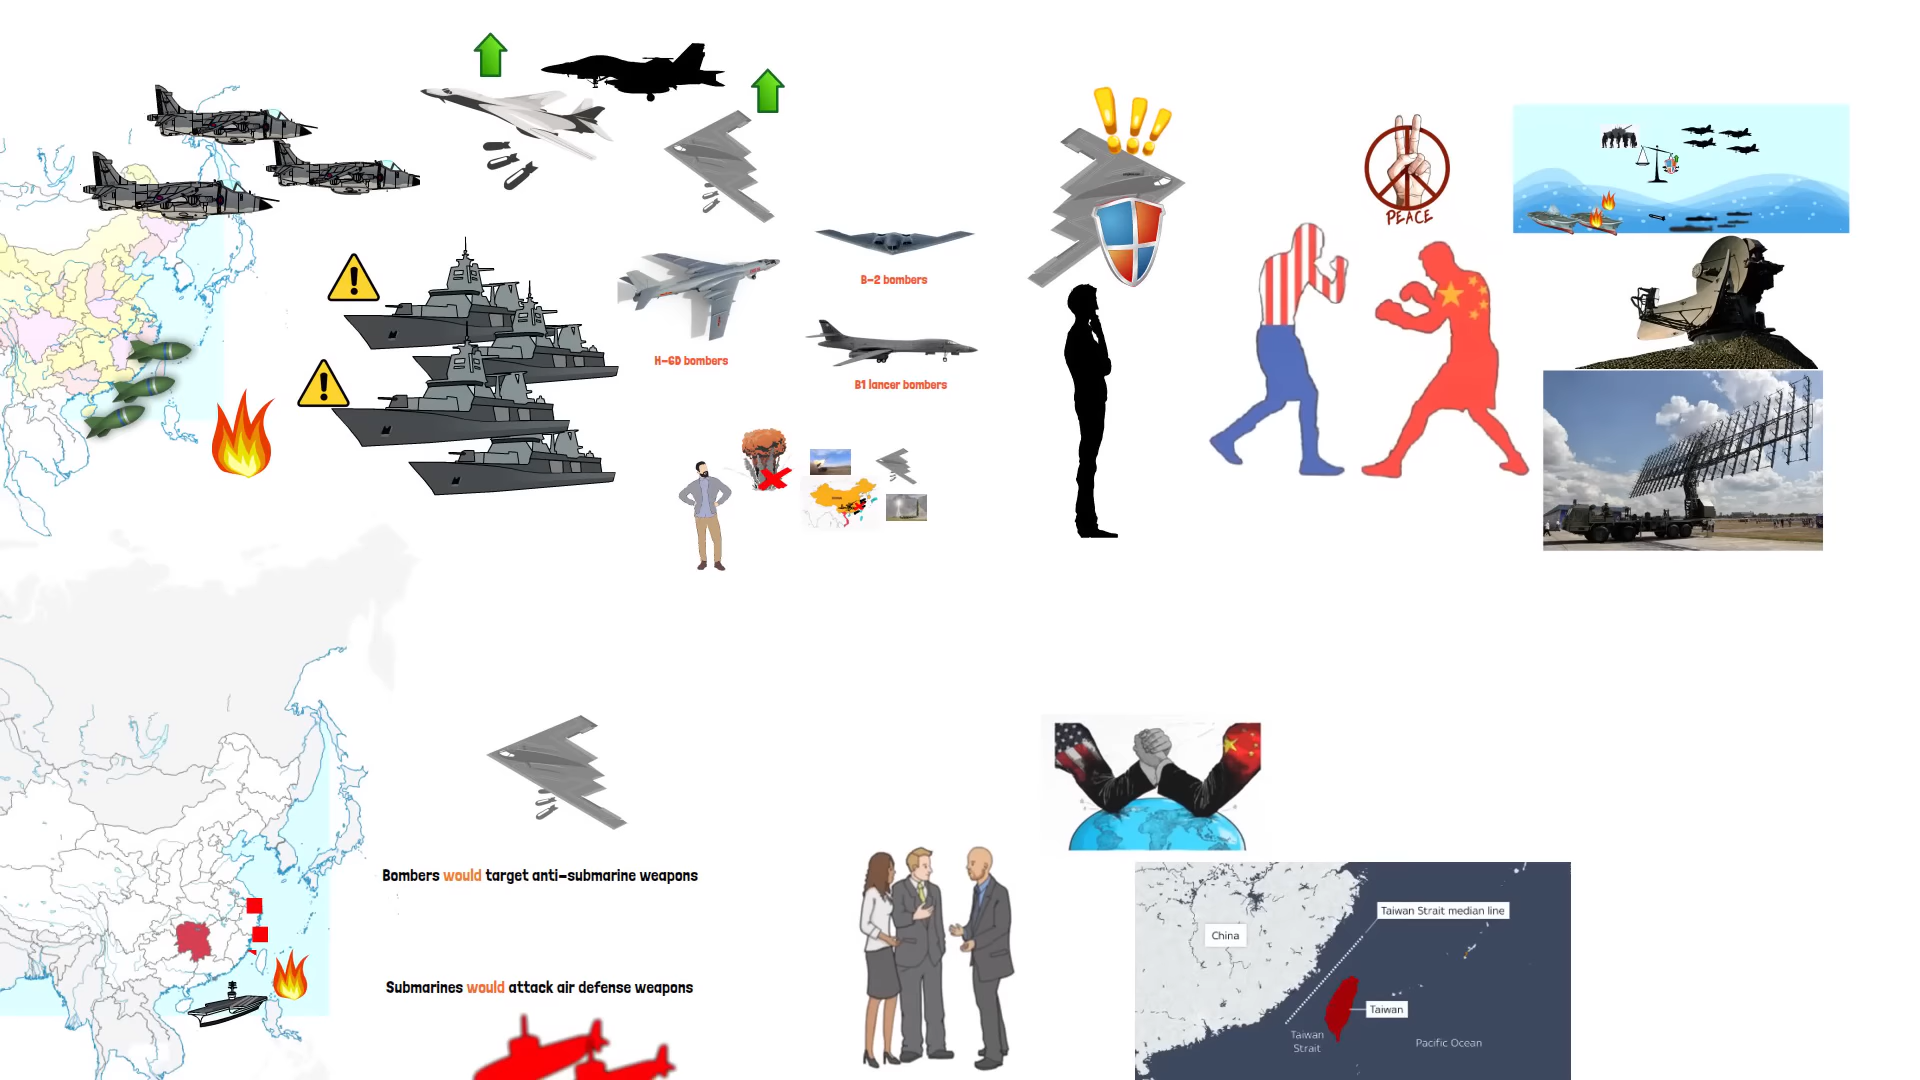 PEACE
B-2 bombers
H-6D bombers
B1 lancer bombers
Bombers would target anti-submarine weapons
Submarines would attack air defense weapons
Taiwan Strait median line
China
Taiwan
Taiwan
Strait
Pacific Ocean